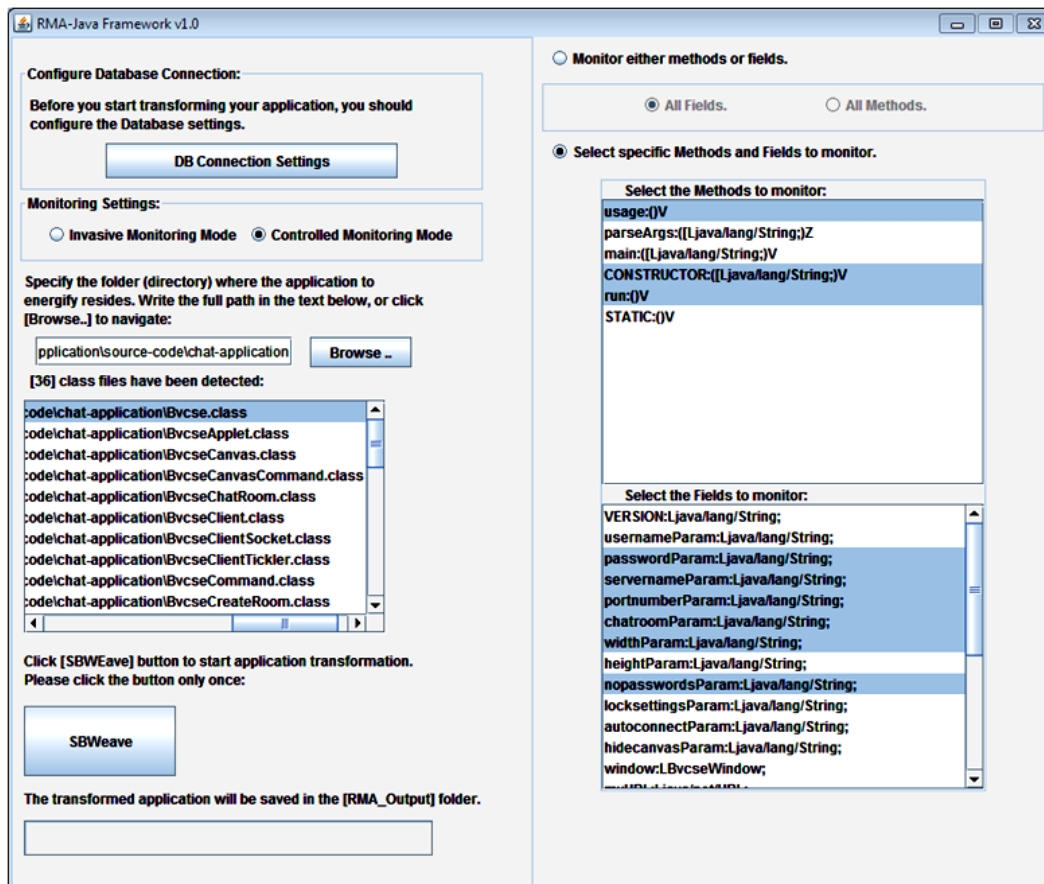 RMA-Java Framework v1.0
Configure Database Connection:
Before you start transforming your application, you should
configure the Database settings.
DB Connection Settings
Monitoring Settings:
Invasive Monitoring Mode
Controlled Monitoring Mode
Specify the folder (directory) where the application to
energify resides. Write the full path in the text below, or click
[Browse..] to navigate:
pplication\source-code\chat-application
Browse ..
[36] class files have been detected:
code\chat-application\Bvcse.class
code\chat-application\BvcseApplet.class
code\chat-application\BvcseCanvas.class
code\chat-application\BvcseCanvasCommand.class
code\chat-application\BvcseChatRoom.class
code\chat-application\BvcseClient.class
code\chat-application\BvcseClientSocket.class
code\chat-application\BvcseClientTickler.class
code\chat-application\BvcseCommand.class
code\chat-application\BvcseCreateRoom.class
Click [SBWEave] button to start application transformation.
Please click the button only once:
SBWeave
The transformed application will be saved in the [RMA_Output] folder.
Monitor either methods or fields.
All Fields.
All Methods.
Select specific Methods and Fields to monitor.
Select the Methods to monitor:
usage:()V
parseArgs:([Ljava/lang/String;)Z
main:([Ljava/lang/String;)V
CONSTRUCTOR:([Ljava/lang/String;)V
run:()V
STATIC:()V
Select the Fields to monitor:
VERSION:Ljava/lang/String;
usernameParam:Ljava/lang/String;
passwordParam:Ljava/lang/String;
servernameParam:Ljava/lang/String;
portnumberParam:Ljava/lang/String;
chatroomParam:Ljava/lang/String;
widthParam:Ljava/lang/String;
heightParam:Ljava/lang/String;
nopasswordsParam:Ljava/lang/String;
locksettingsParam:Ljava/lang/String;
autoconnectParam:Ljava/lang/String;
hidecanvasParam:Ljava/lang/String;
window:LBvcseWindow;
myURL:Ljava/net/URL;